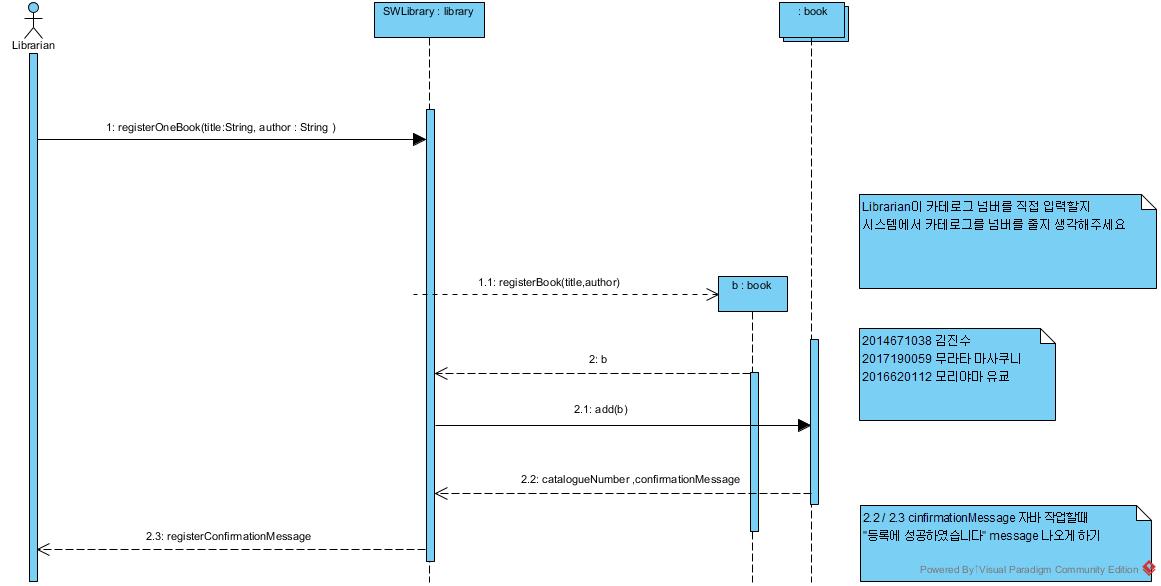 SWLibrary : library
: book
Librarian
1: registerOneBook(title:String, author : String )
Librarian이 카테로그 넘버를 직접 입력할지
시스템에서 카테로그를 넘버를 줄지 생각해주세요
1.1: registerBook(title,author)
b : book
2014671038 김진수
2017190059 무라타 마사쿠니
2016620112 모리야마 유쿄
2: b
2.1: add(b)
2.2: catalogueNumber ,confirmationMessage
2.2 / 2.3 cinfirmationMessage 자바 작업할때
"등록에 성공하였습니다" message 나오게 하기
2.3: registerConfirmationMessage
Powered By Visual Paradigm Community Edition